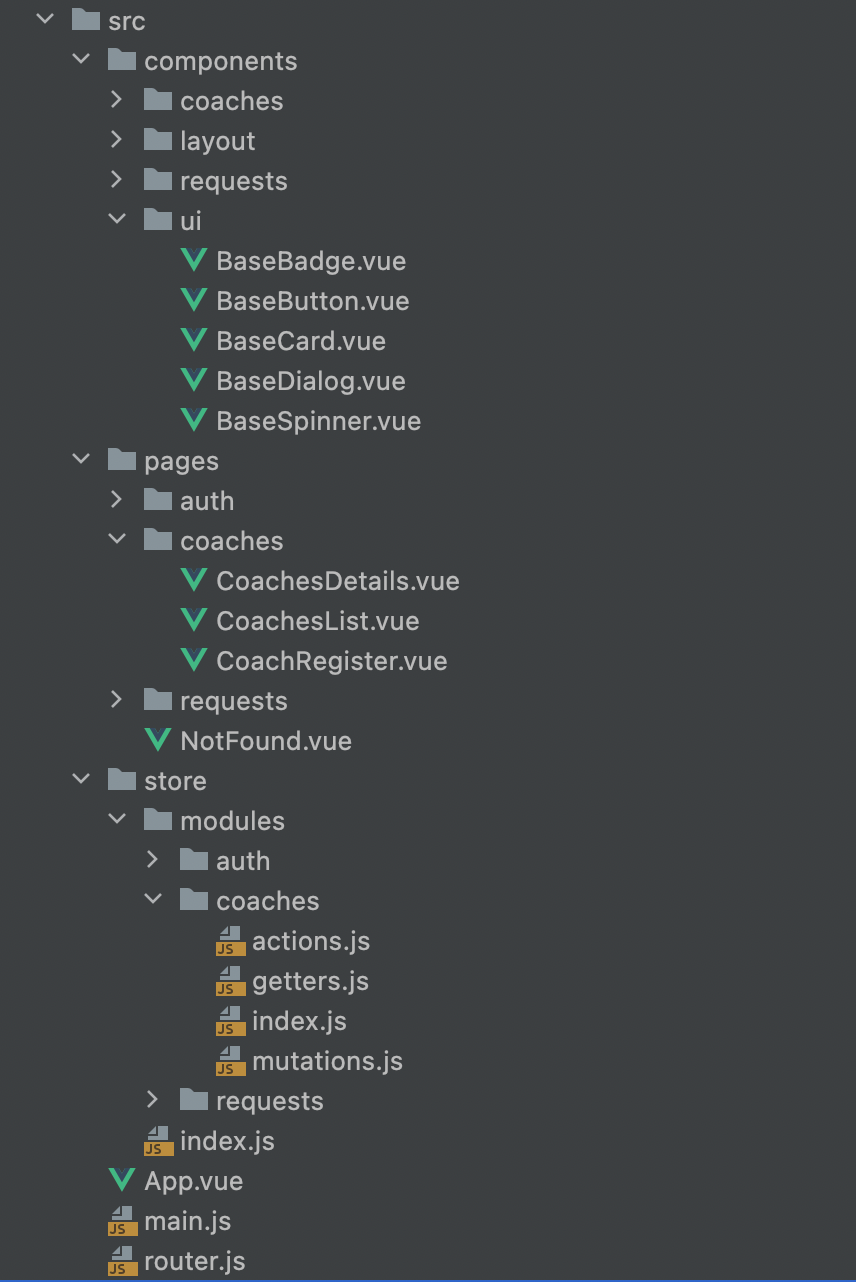 src
components
coaches
layout
requests
ui
BaseBadge.vue
BaseButton.vue
BaseCard.vue
BaseDialog.vue
BaseSpinner.vue
pages
auth
coaches
CoachesDetails.vue
CoachesList.vue
CoachRegister.vue
requests
NotFound.vue
store
modules
auth
coaches
JS actions.js
JS getters.js
JS index.js
JS mutations.js
requests
JS index.js
App.vue
JS main.js
JS router.js